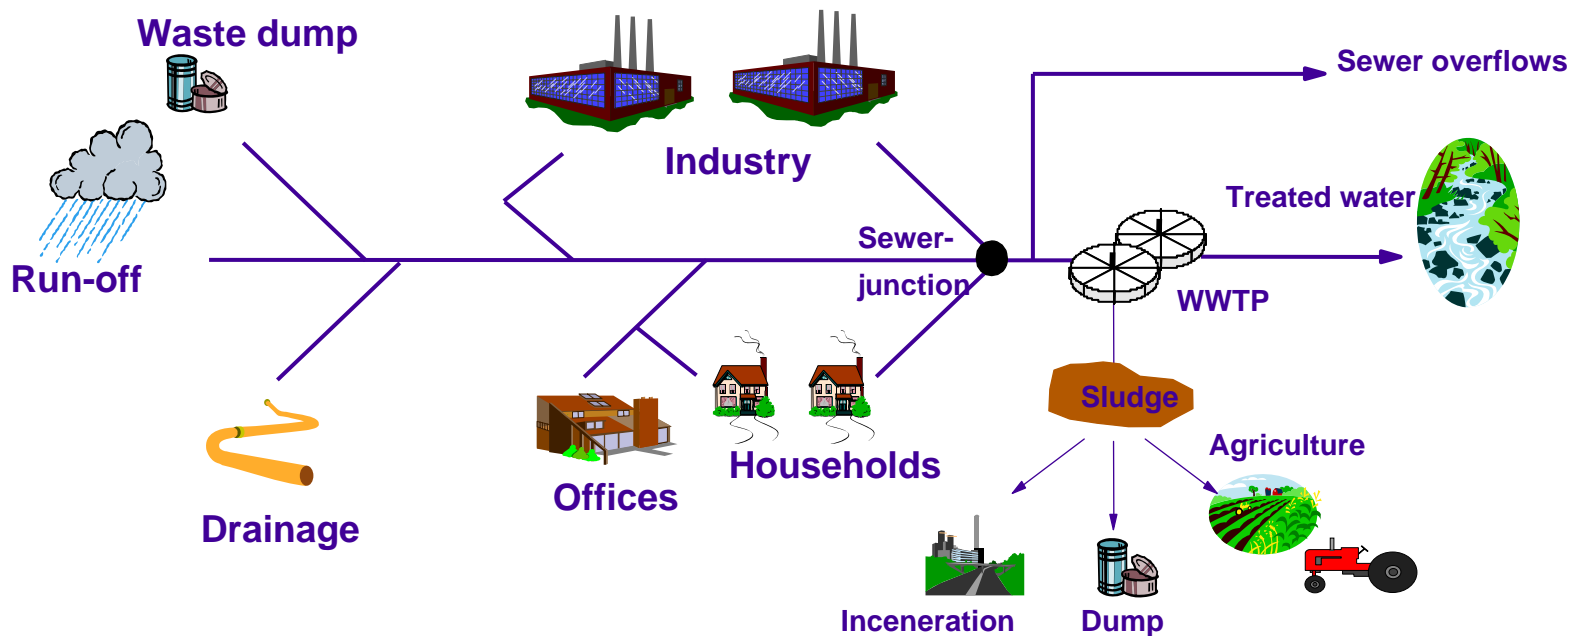 Waste dump
Sewer overflows
Industry
Treated water
Sewer-
junction
Run-off
WWTP
Sludge
Agriculture
Households
Offices
Drainage
Inceneration
Dump